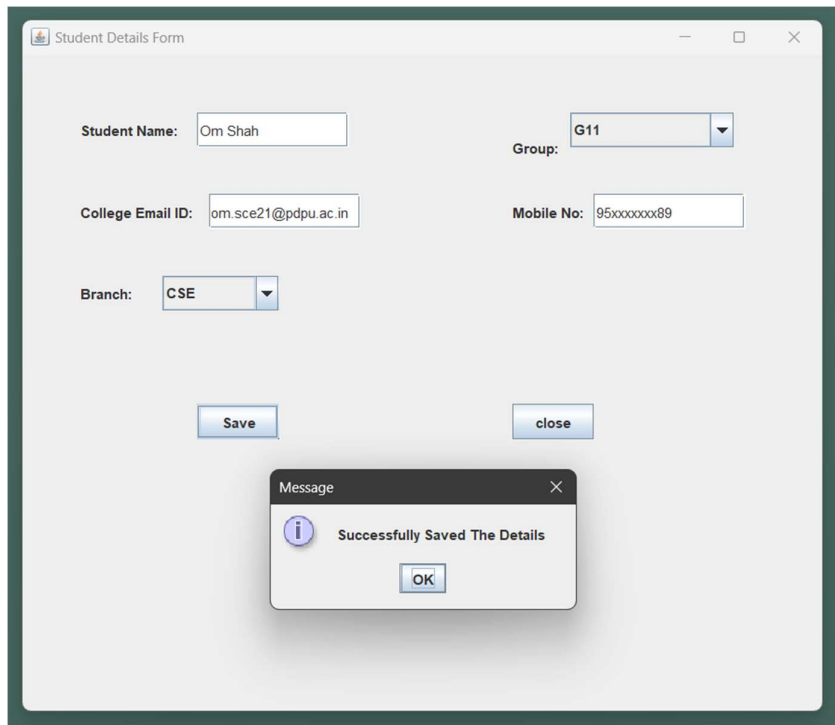 Student Details Form
Student Name: Om Shah
Group: G11
College Email ID: om.sce21@pdpu.ac.in
Mobile No: 95xxxxxxx89
Branch: CSE
Save
close
Message
Successfully Saved The Details
OK